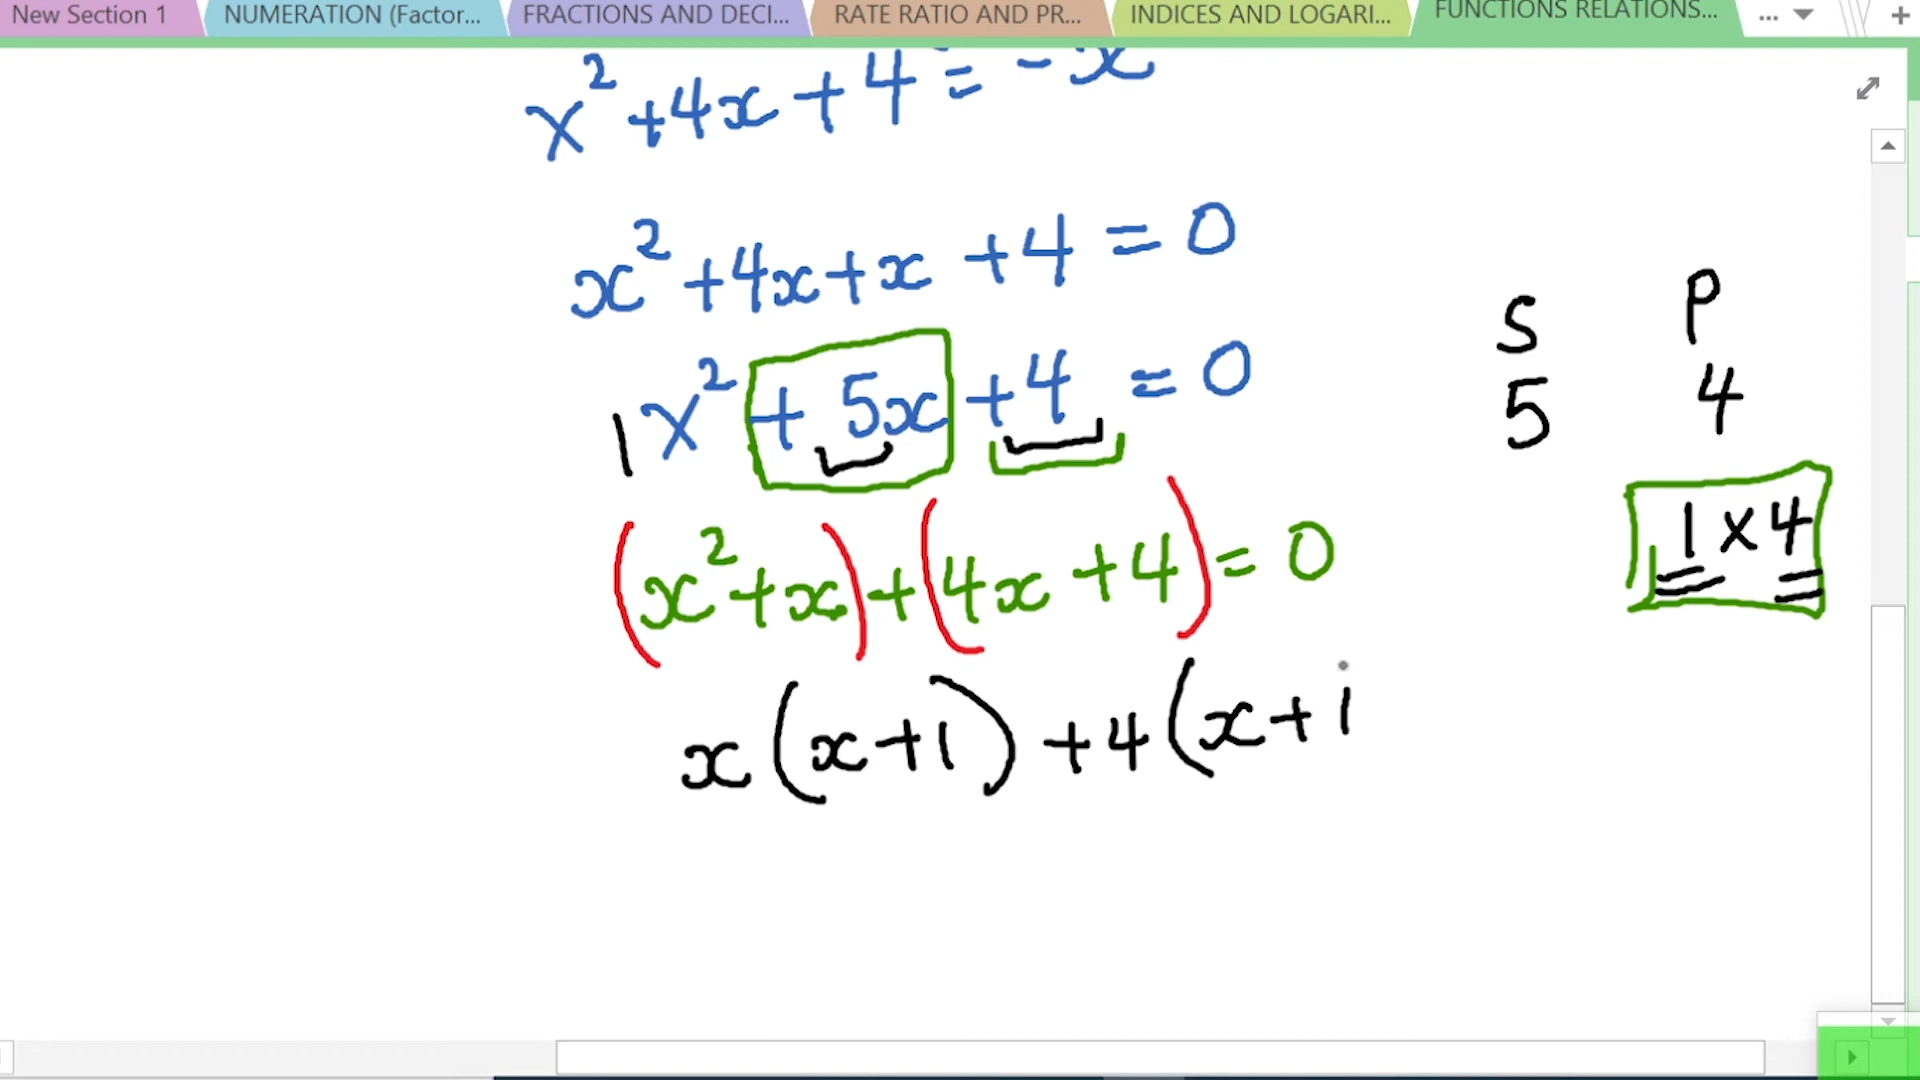 New Section 1 NUMERATION (Factor... FRACTIONS AND DECI... RATE RATIO AND PR... INDICES AND LOGARI... FUNCTIONS RELATIONS... ...
x² + 4x + 4 = - x
x² + 4x + x + 4 = 0
S P
1x² + 5x + 4 = 0
5 4
1 x 4
(x² + x) + (4x + 4) = 0
x(x + 1) + 4(x + 1